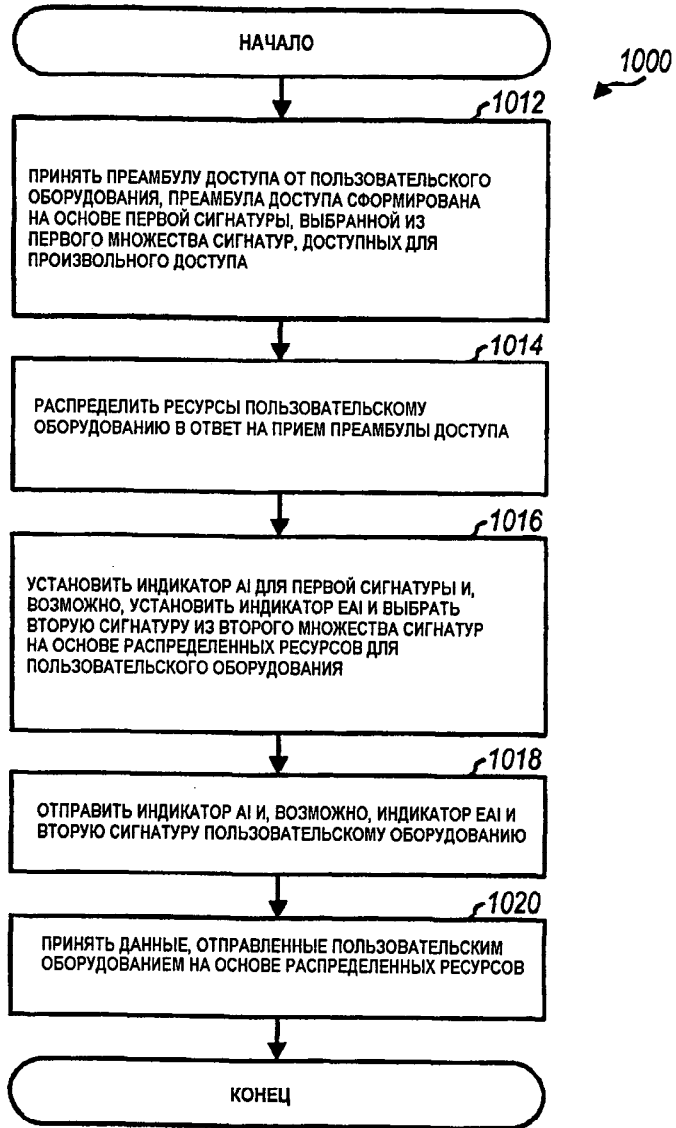 НАЧАЛО
1000
1012
ПРИНЯТЬ ПРЕАМБУЛУ ДОСТУПА ОТ ПОЛЬЗОВАТЕЛЬСКОГО
ОБОРУДОВАНИЯ, ПРЕАМБУЛА ДОСТУПА СФОРМИРОВАНА
НА ОСНОВЕ ПЕРВОЙ СИГНАТУРЫ, ВЫБРАННОЙ ИЗ
ПЕРВОГО МНОЖЕСТВА СИГНАТУР, ДОСТУПНЫХ ДЛЯ
ПРОИЗВОЛЬНОГО ДОСТУПА
1014
РАСПРЕДЕЛИТЬ РЕСУРСЫ ПОЛЬЗОВАТЕЛЬСКОМУ
ОБОРУДОВАНИЮ В ОТВЕТ НА ПРИЕМ ПРЕАМБУЛЫ ДОСТУПА
1016
УСТАНОВИТЬ ИНДИКАТОР AI ДЛЯ ПЕРВОЙ СИГНАТУРЫ И,
ВОЗМОЖНО, УСТАНОВИТЬ ИНДИКАТОР EAI И ВЫБРАТЬ
ВТОРУЮ СИГНАТУРУ ИЗ ВТОРОГО МНОЖЕСТВА СИГНАТУР
НА ОСНОВЕ РАСПРЕДЕЛЕННЫХ РЕСУРСОВ ДЛЯ
ПОЛЬЗОВАТЕЛЬСКОГО ОБОРУДОВАНИЯ
1018
ОТПРАВИТЬ ИНДИКАТОР AI И, ВОЗМОЖНО, ИНДИКАТОР EAI И
ВТОРУЮ СИГНАТУРУ ПОЛЬЗОВАТЕЛЬСКОМУ ОБОРУДОВАНИЮ
1020
ПРИНЯТЬ ДАННЫЕ, ОТПРАВЛЕННЫЕ ПОЛЬЗОВАТЕЛЬСКИМ
ОБОРУДОВАНИЕМ НА ОСНОВЕ РАСПРЕДЕЛЕННЫХ РЕСУРСОВ
КОНЕЦ